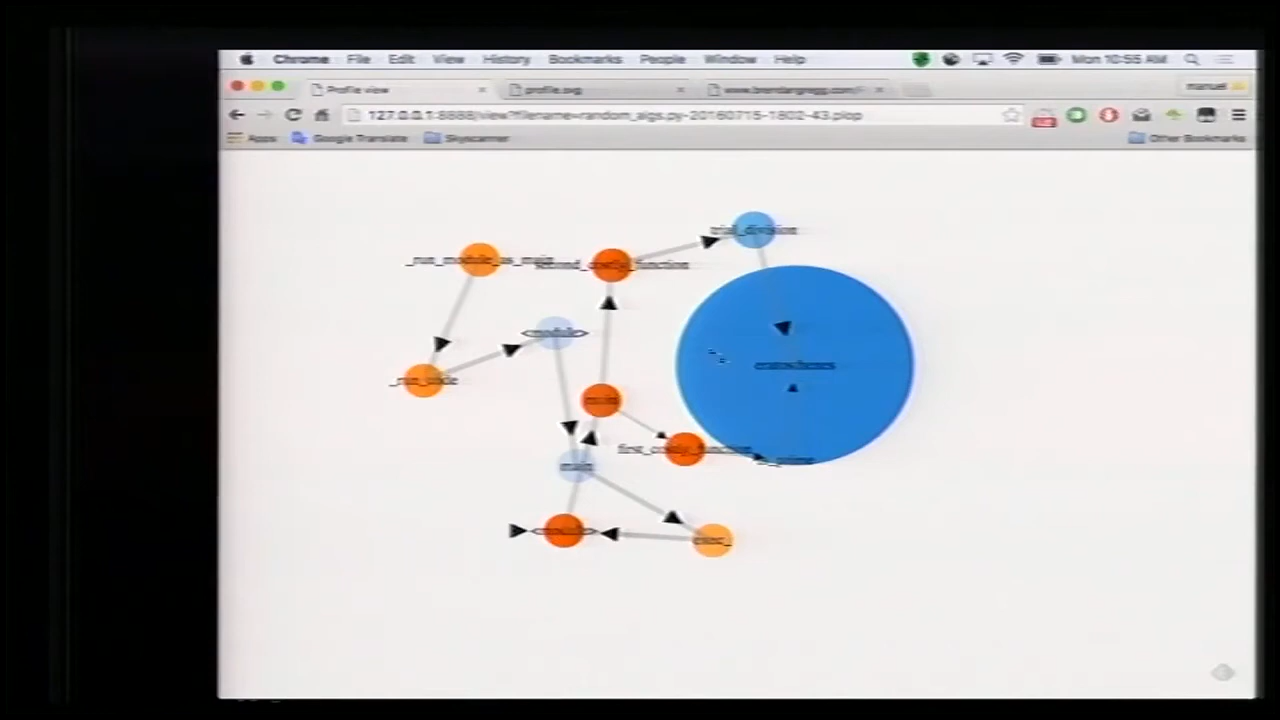 Chrome File Edit View History Bookmarks People Window Help Mon 10:55 AM
Profile view profile.svg
127.0.0.1:8888/view?filename=random_algs.py-20160715-1802-43.plop
Apps Google Translate Skyscanner Other Bookmarks
trial_division
_run_module_as_main second_costly_function
<module>
_run_code
main
first_costly_function
main
<module>
exec_